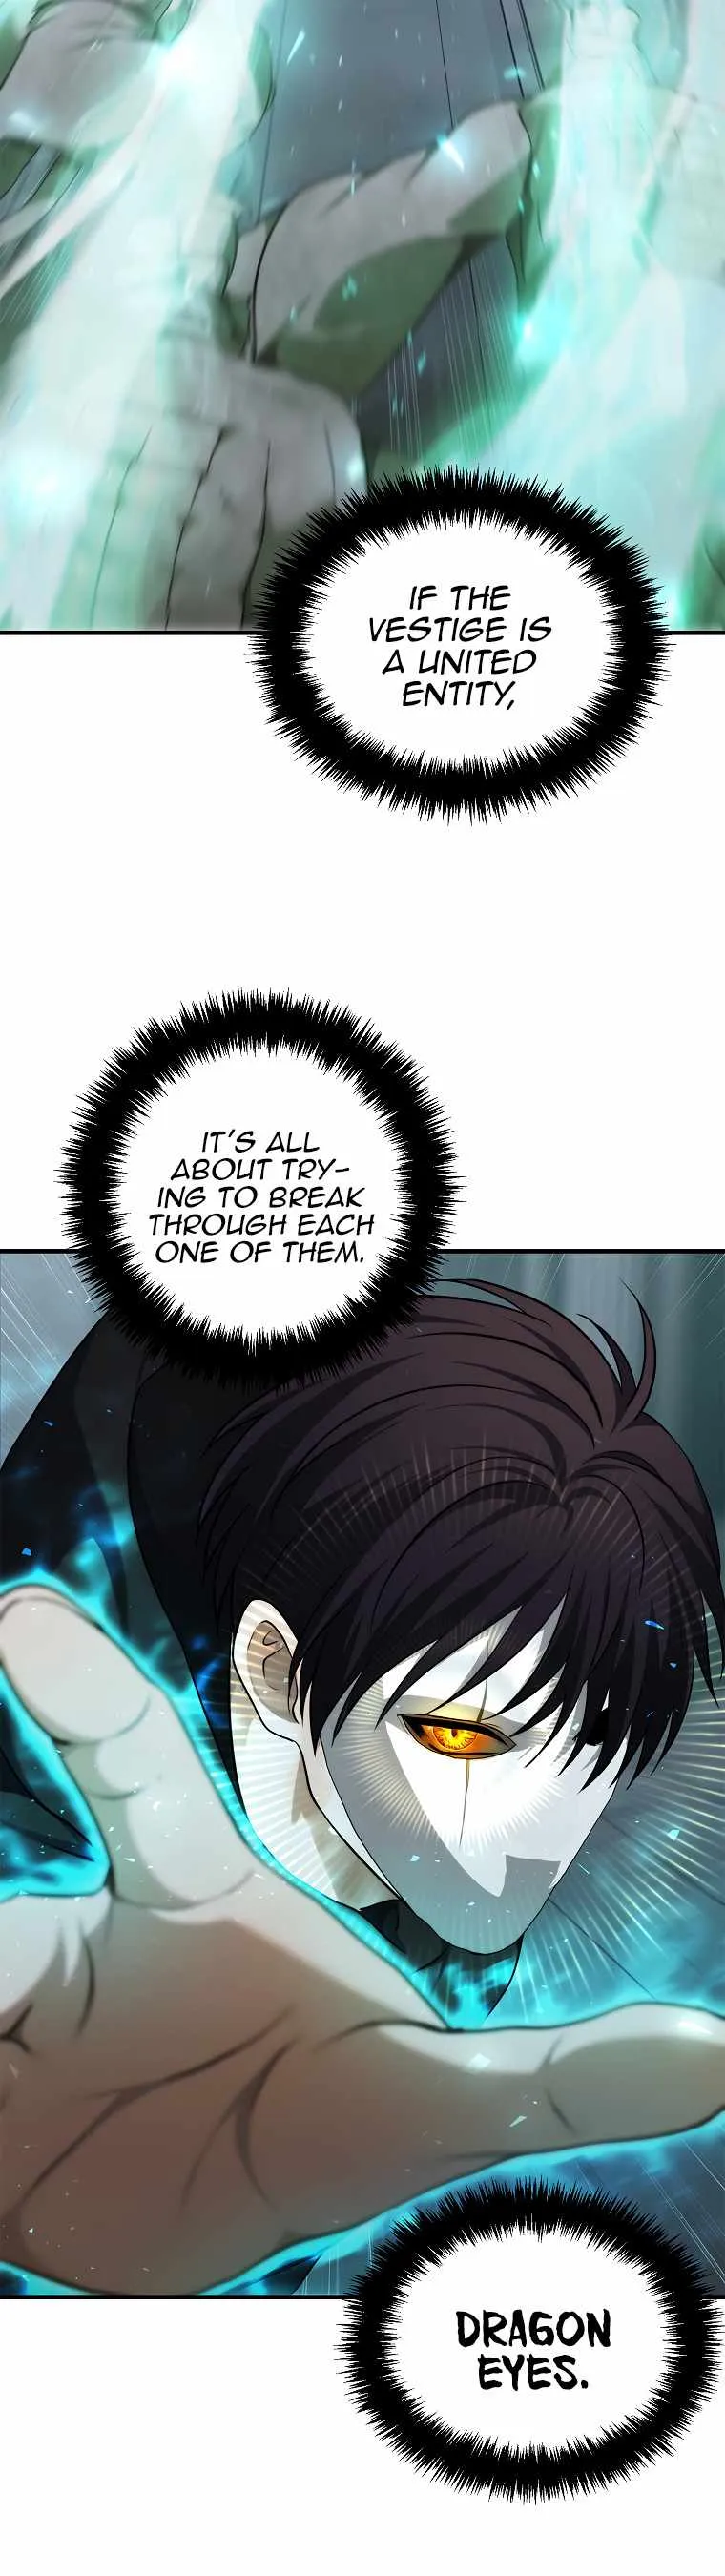 IF THE
VESTIGE IS
A UNITED
ENTITY,
IT'S ALL
ABOUT TRY-
ING TO BREAK
THROUGH EACH
ONE OF THEM.
DRAGON
EYES.